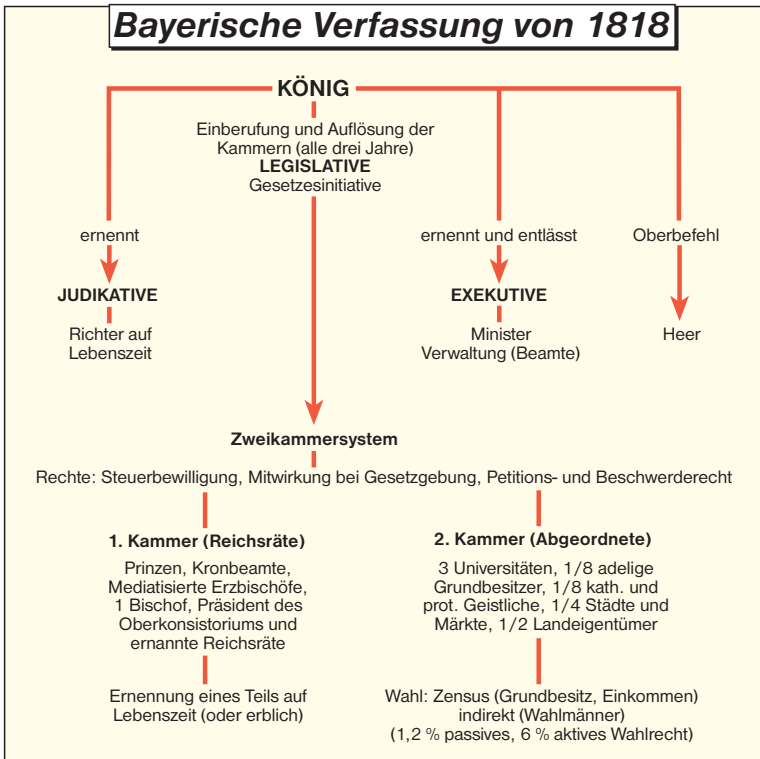 Bayerische Verfassung von 1818
KÖNIG
Einberufung und Auflösung der
Kammern (alle drei Jahre)
LEGISLATIVE
Gesetzesinitiative
ernennt
JUDIKATIVE
Richter auf
Lebenszeit
ernennt und entlässt
EXEKUTIVE
Minister
Verwaltung (Beamte)
Oberbefehl
Heer
Zweikammersystem
Rechte: Steuerbewilligung, Mitwirkung bei Gesetzgebung, Petitions- und Beschwerderecht
1. Kammer (Reichsräte)
Prinzen, Kronbeamte,
Mediatisierte Erzbischöfe,
1 Bischof, Präsident des
Oberkonsistoriums und
ernannte Reichsräte
Ernennung eines Teils auf
Lebenszeit (oder erblich)
2. Kammer (Abgeordnete)
3 Universitäten, 1/8 adelige
Grundbesitzer, 1/8 kath. und
prot. Geistliche, 1/4 Städte und
Märkte, 1/2 Landeigentümer
Wahl: Zensus (Grundbesitz, Einkommen)
indirekt (Wahlmänner)
(1,2 % passives, 6 % aktives Wahlrecht)